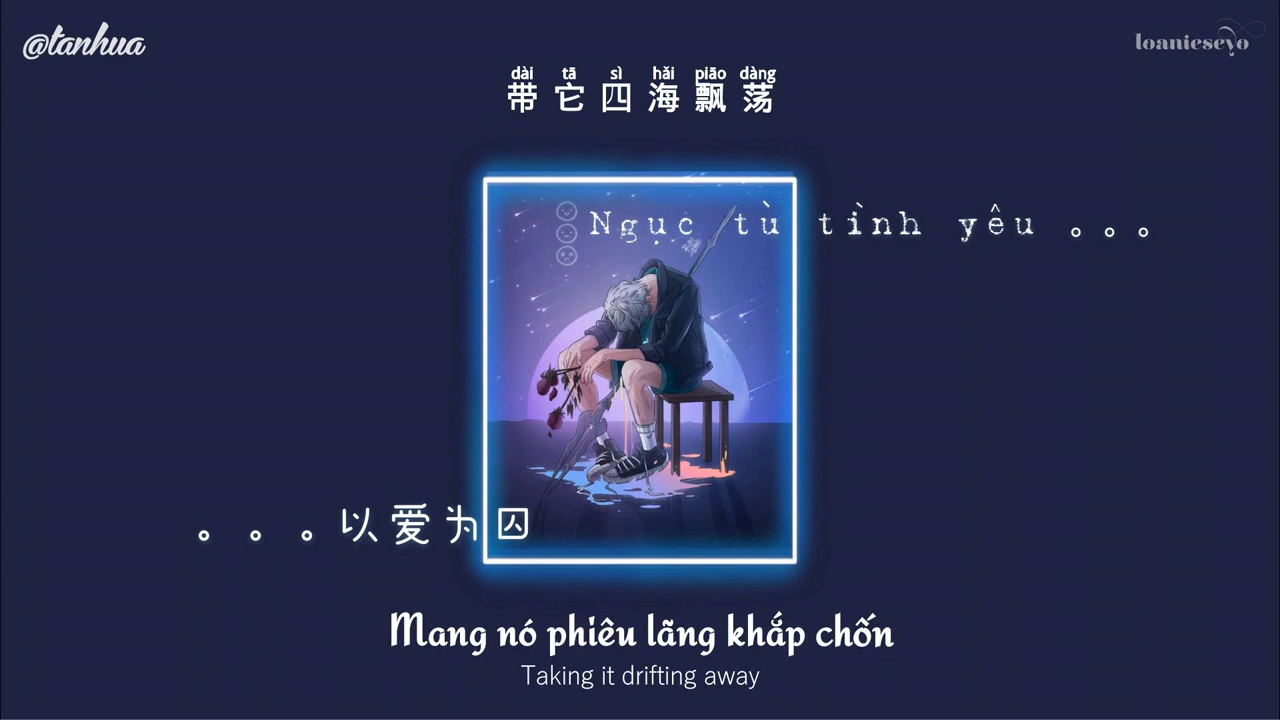 @tanhua
loanieseyo
dài tā sì hǎi piāo dàng
带它四海飘荡
Ngục tù tình yêu ...
。。。以爱为囚
Mang nó phiêu lãng khắp chốn
Taking it drifting away